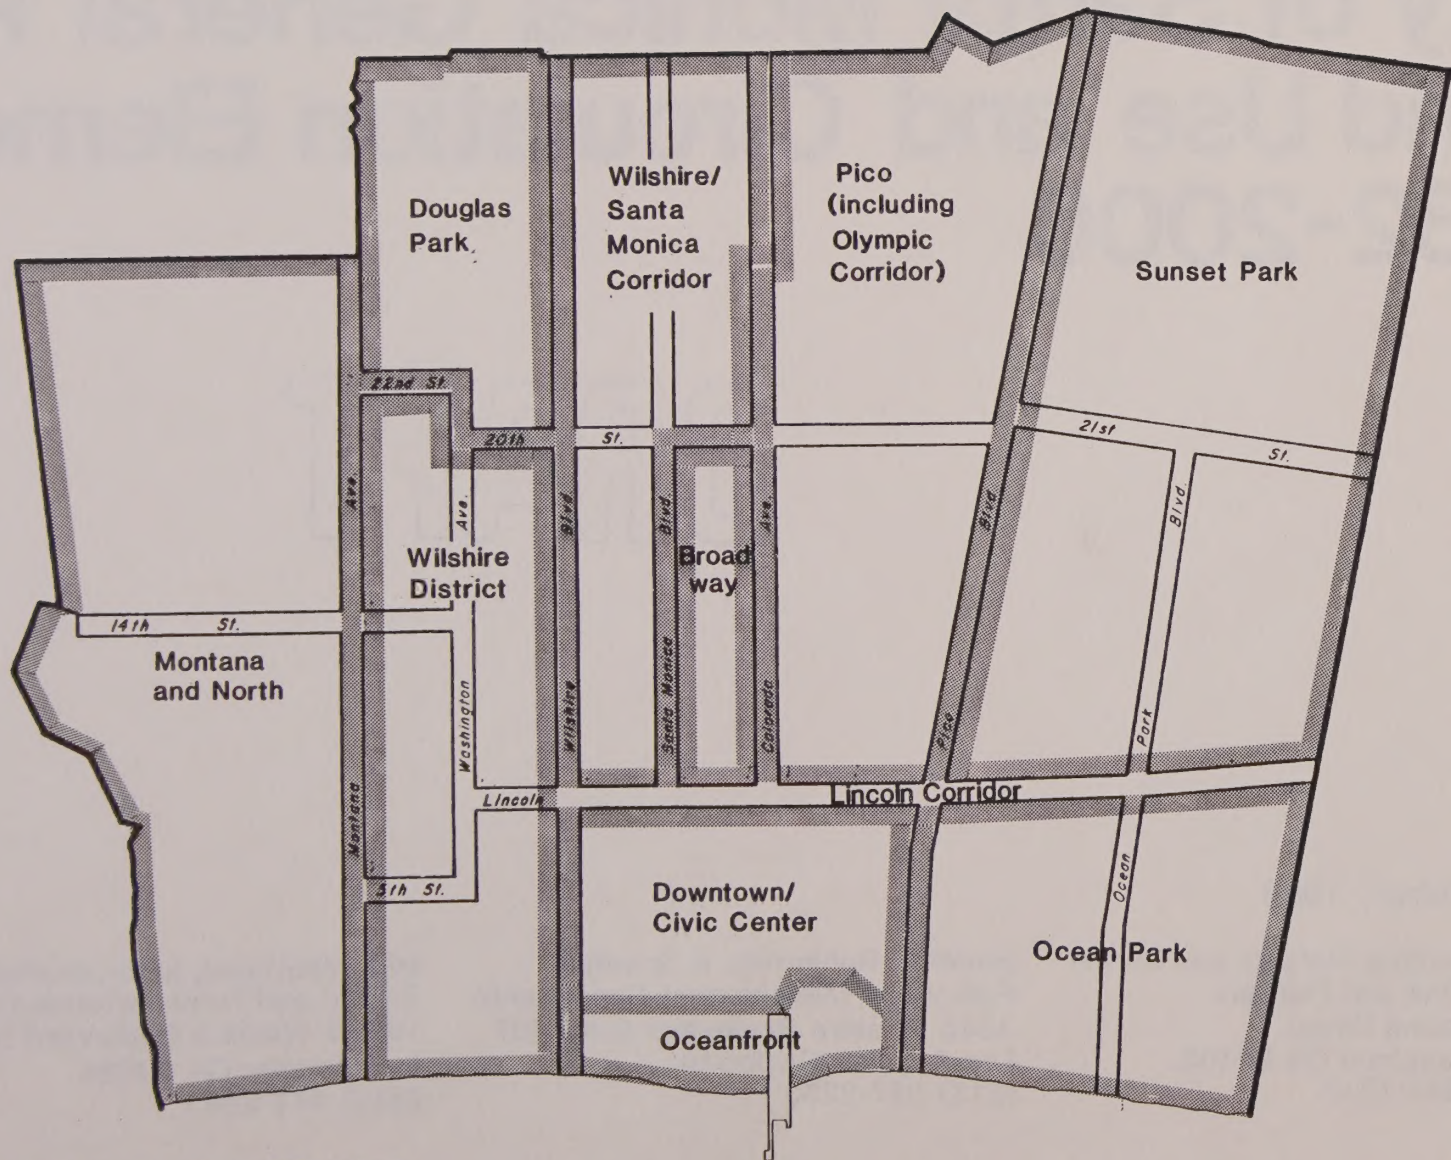 Douglas
Park
Wilshire/
Santa
Monica
Corridor
Pico
(including
Olympic
Corridor)
Sunset Park
22nd St.
20th St.
21st St.
Ave.
Ave.
Blvd.
Blvd.
Ave.
Blvd.
Blvd.
Wilshire
District
Broad
way
14th St.
Montana
and North
Washington
Wilshire
Santa Monica
Colorado
Pico
Park
Montana
Lincoln
Lincoln Corridor
5th St.
Downtown/
Civic Center
Ocean
Ocean Park
Oceanfront